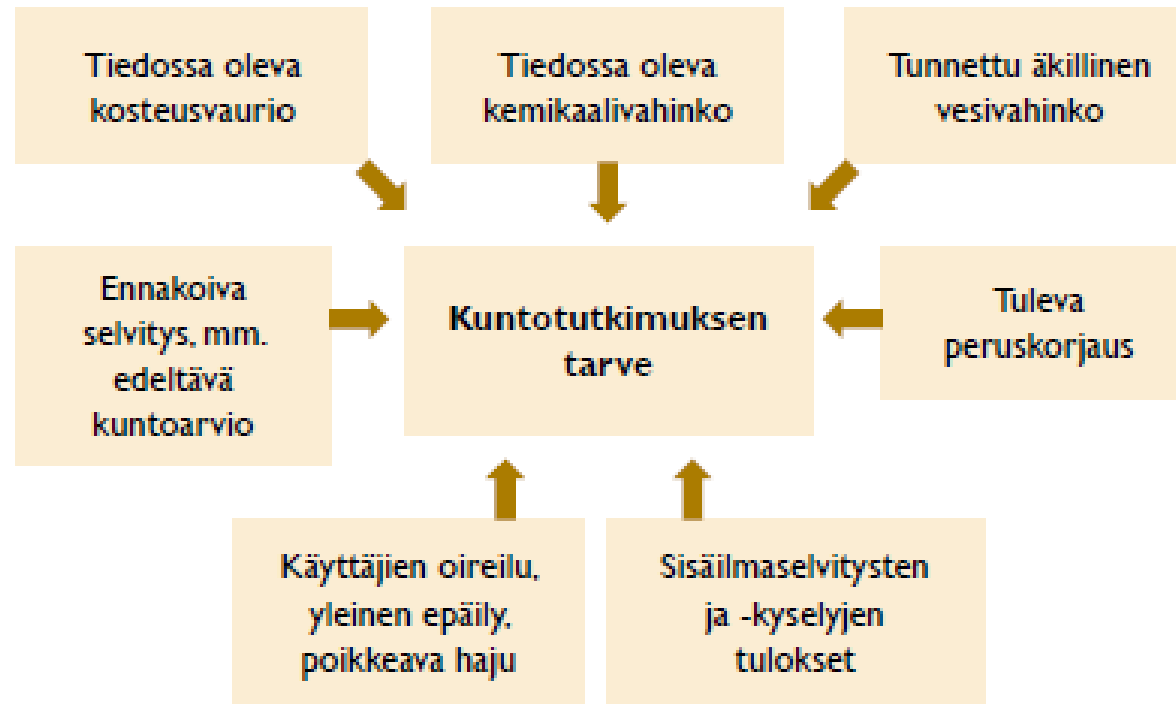 Tiedossa oleva
kosteusvaurio
Tiedossa oleva
kemikaalivahinko
Tunnettu äkillinen
vesivahinko
Ennakoiva
selvitys, mm.
edeltävä
kuntoarvio
Kuntotutkimuksen
tarve
Tuleva
peruskorjaus
Käyttäjien oireilu,
yleinen epäily,
poikkeava haju
Sisäilmaselvitysten
ja -kyselyjen
tulokset